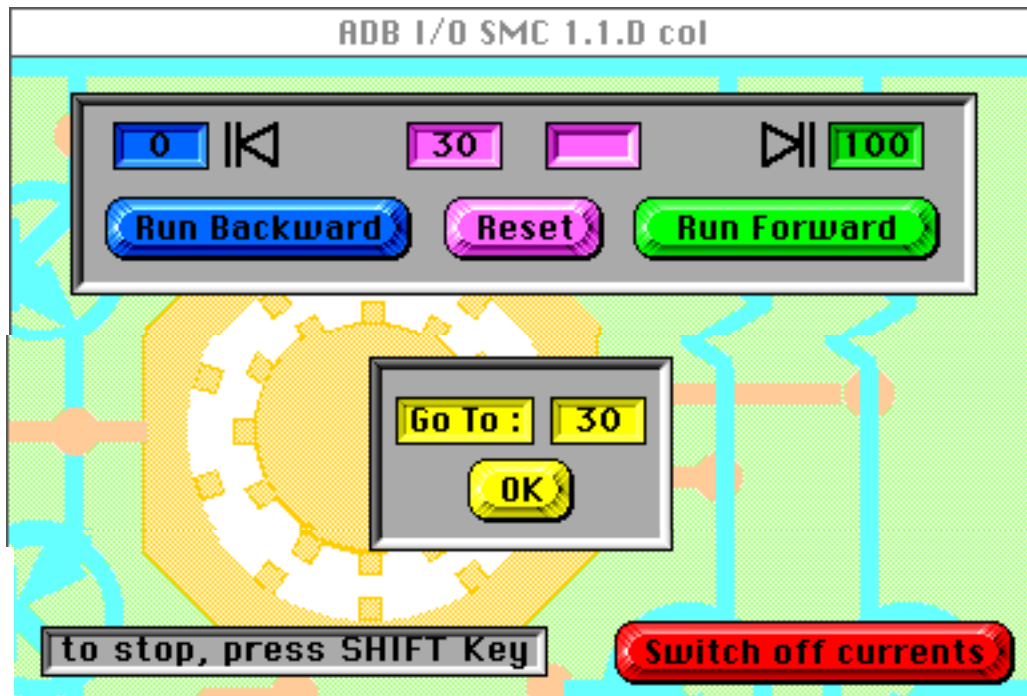 ADB I/O SMC 1.1.D col
0 30 100
Run Backward Reset Run Forward
Go To : 30
OK
to stop, press SHIFT Key
Switch off currents